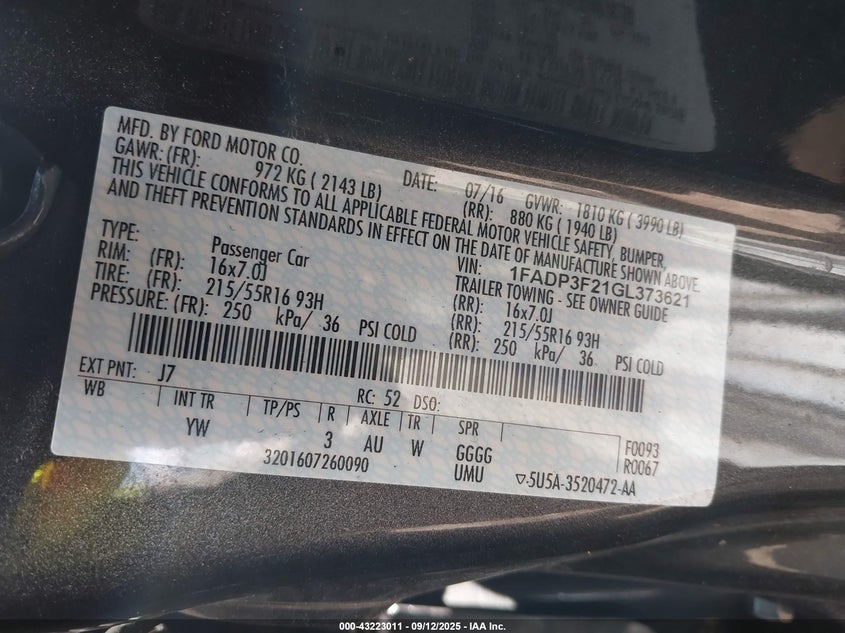 MFD. BY FORD MOTOR CO.
DATE: 07/16 GVWR: 1810 KG ( 3990 LB)
GAWR: (FR): 972 KG ( 2143 LB) (RR): 880 KG ( 1940 LB)
THIS VEHICLE CONFORMS TO ALL APPLICABLE FEDERAL MOTOR VEHICLE SAFETY, BUMPER,
AND THEFT PREVENTION STANDARDS IN EFFECT ON THE DATE OF MANUFACTURE SHOWN ABOVE.
VIN: 1FADP3F21GL373621
TYPE: Passenger Car TRAILER TOWING - SEE OWNER GUIDE
RIM: (FR): 16x7.0J (RR): 16x7.0J
TIRE: (FR): 215/55R16 93H (RR): 215/55R16 93H
PRESSURE: (FR): 250 kPa/ 36 PSI COLD (RR): 250 kPa/ 36 PSI COLD
EXT PNT: J7 RC: 52 DSO:
WB INT TR TP/PS R AXLE TR SPR
YW 3 AU W GGGG F0093
UMU R0067
3201607260090 ▽-5U5A-3520472-AA
000-43223011 - 09/12/2025 - IAA Inc.